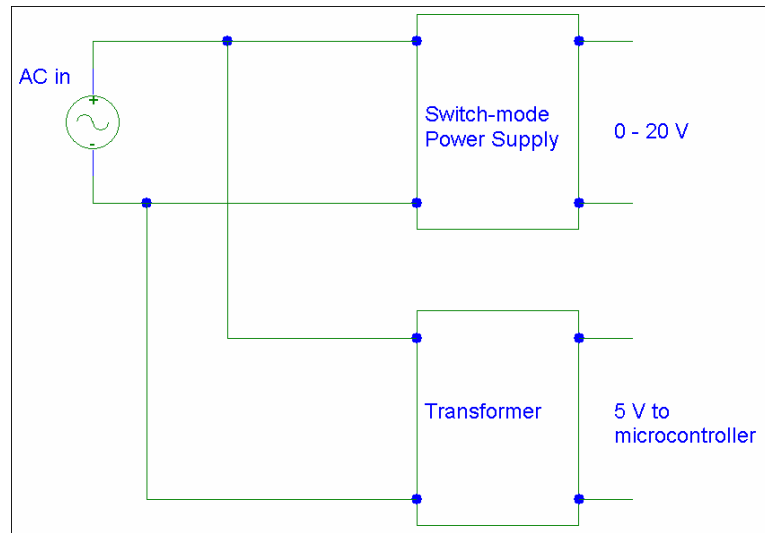 AC in
+
-
Switch-mode
Power Supply
0 - 20 V
Transformer
5 V to
microcontroller